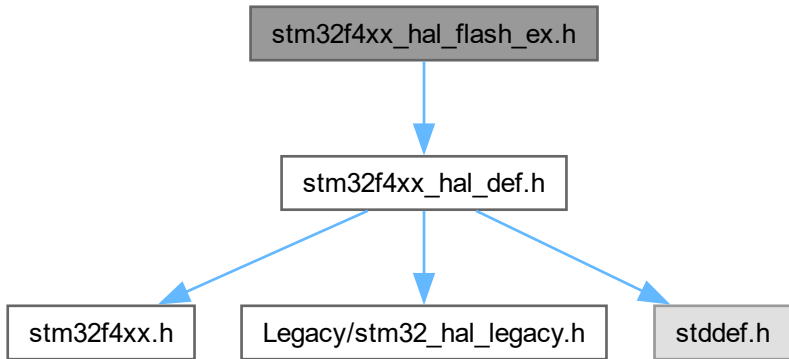 stm32f4xx_hal_flash_ex.h
stm32f4xx_hal_def.h
stm32f4xx.h
Legacy/stm32_hal_legacy.h
stddef.h